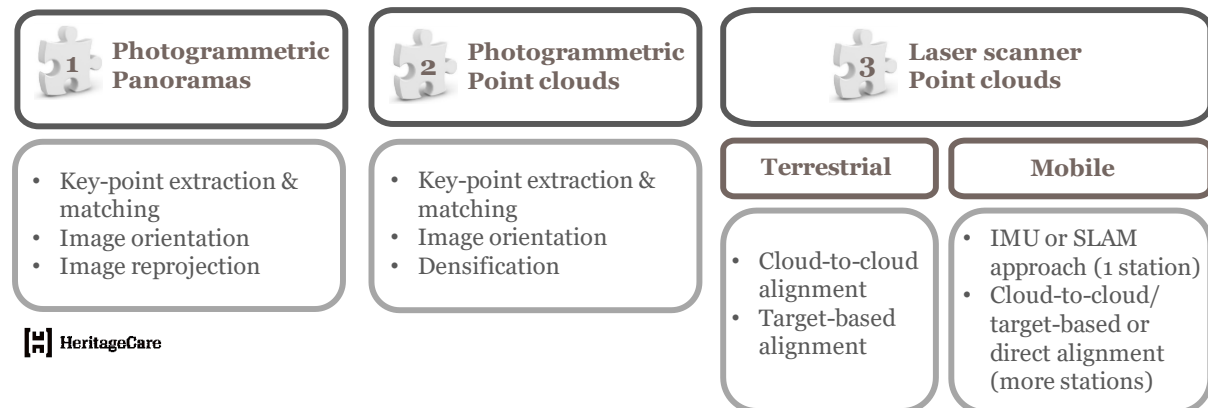 1
Photogrammetric
Panoramas
• Key-point extraction &
matching
• Image orientation
• Image reprojection
2
Photogrammetric
Point clouds
• Key-point extraction &
matching
• Image orientation
• Densification
3
Laser scanner
Point clouds
Terrestrial
• Cloud-to-cloud
alignment
• Target-based
alignment
Mobile
• IMU or SLAM
approach (1 station)
• Cloud-to-cloud/
target-based or
direct alignment
(more stations)
HeritageCare